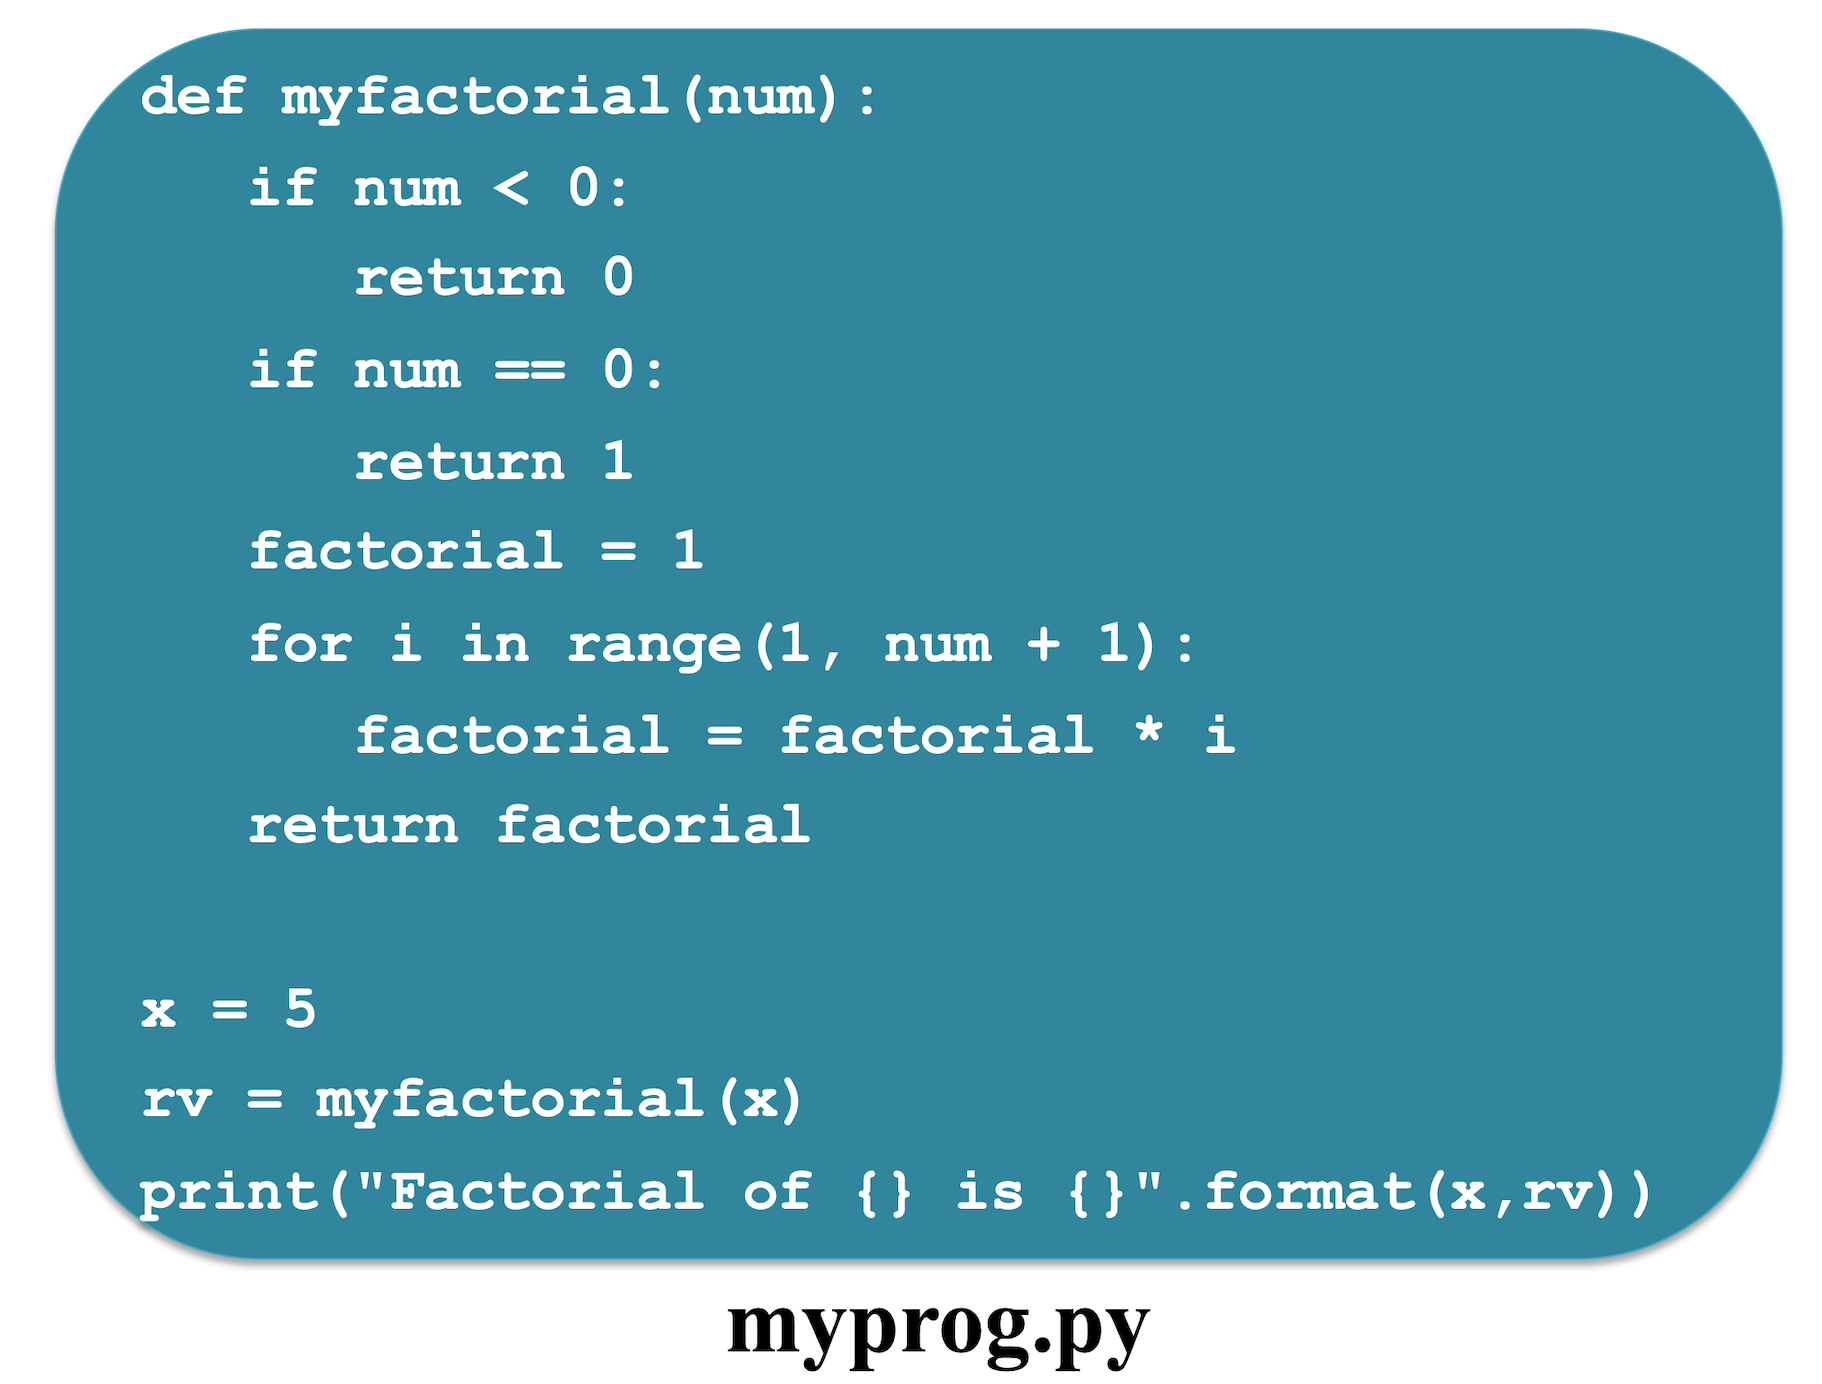 def myfactorial(num):
   if num < 0:
      return 0
   if num == 0:
      return 1
   factorial = 1
   for i in range(1, num + 1):
      factorial = factorial * i
   return factorial

x = 5
rv = myfactorial(x)
print("Factorial of {} is {}".format(x,rv))
myprog.py